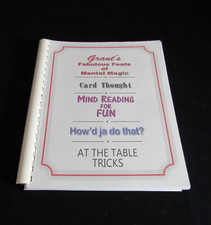 Grant's
Fabulous Feats
of
Mental Magic
Card Thought
MIND READING
FOR
FUN
How'd ja do that?
AT THE TABLE
TRICKS